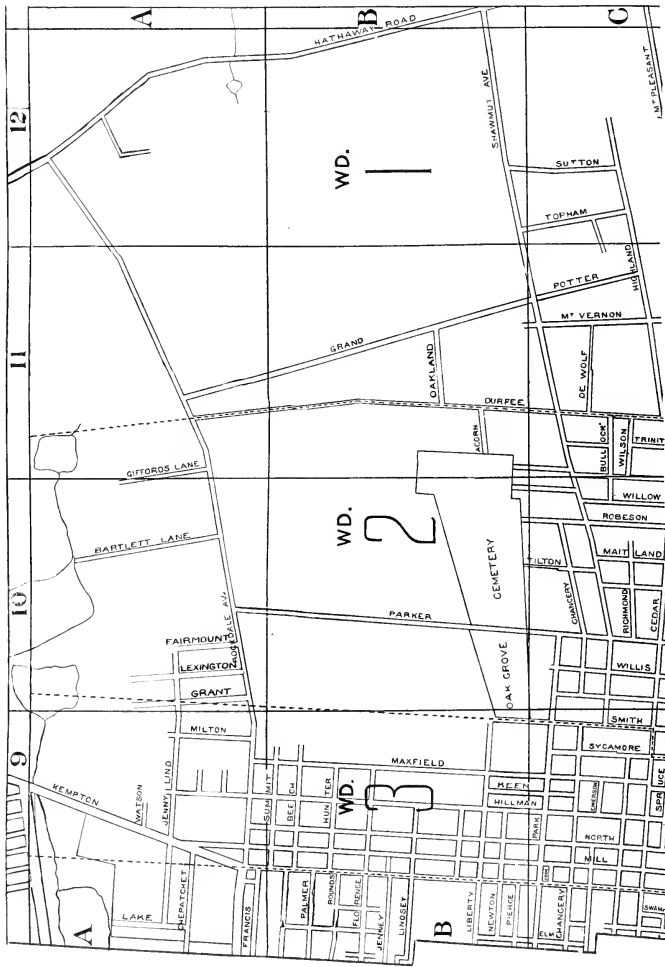 A
B
C
12
HATHAWAY ROAD
SHAWMUT AVE
MT PLEASANT
WD.
1
SUTTON
TOPHAM
POTTER
HIGHLAND
MT VERNON
11
GRAND
OAKLAND
DE WOLF
DURFEE
ACORN
BULLOCK
WILSON
TRINIT
GIFFORDS LANE
WILLOW
ROBESON
BARTLETT LANE
WD.
2
CEMETERY
OAK GROVE
TILTON
MAITLAND
CHANCERY
RICHMOND
CEDAR
10
PARKER
ROCKDALE AV.
FAIRMOUNT
LEXINGTON
GRANT
WILLIS
SMITH
MILTON
SYCAMORE
9
KEMPTON
WATSON
JENNY LIND
SUMMIT
BEECH
HUNTER
WD.
3
MAXFIELD
KEEN
HILLMAN
PARK
EMERSON
SPRUCE
NORTH
MILL
LAKE
CHEPATCHET
FRANCIS
PALMER
ROUNDS
FLORENCE
JENNEY
LINDSEY
LIBERTY
NEWTON
PIERCE
ELM
CHANCERY
A
B